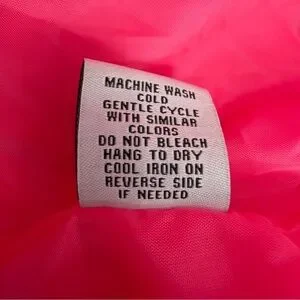 MACHINE WASH
COLD
GENTLE CYCLE
WITH SIMILAR
COLORS
DO NOT BLEACH
HANG TO DRY
COOL IRON ON
REVERSE SIDE
IF NEEDED